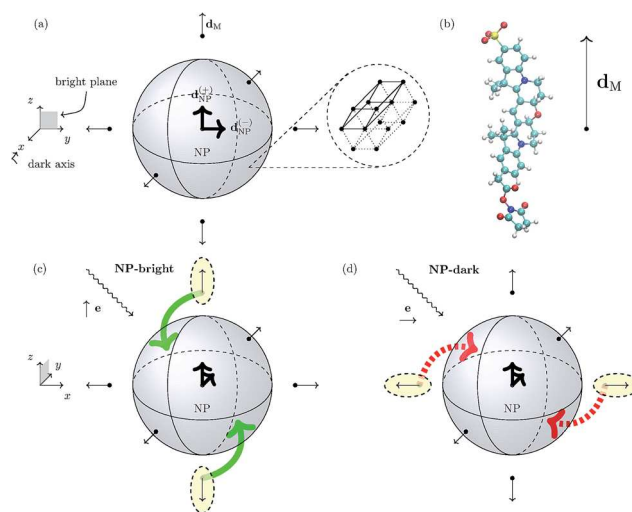 (a)
d_M
bright plane
z
x
y
dark axis
d_NP^(+)
d_NP^(−)
NP
(b)
d_M
(c)
NP-bright
e
z
y
x
NP
(d)
NP-dark
e
NP